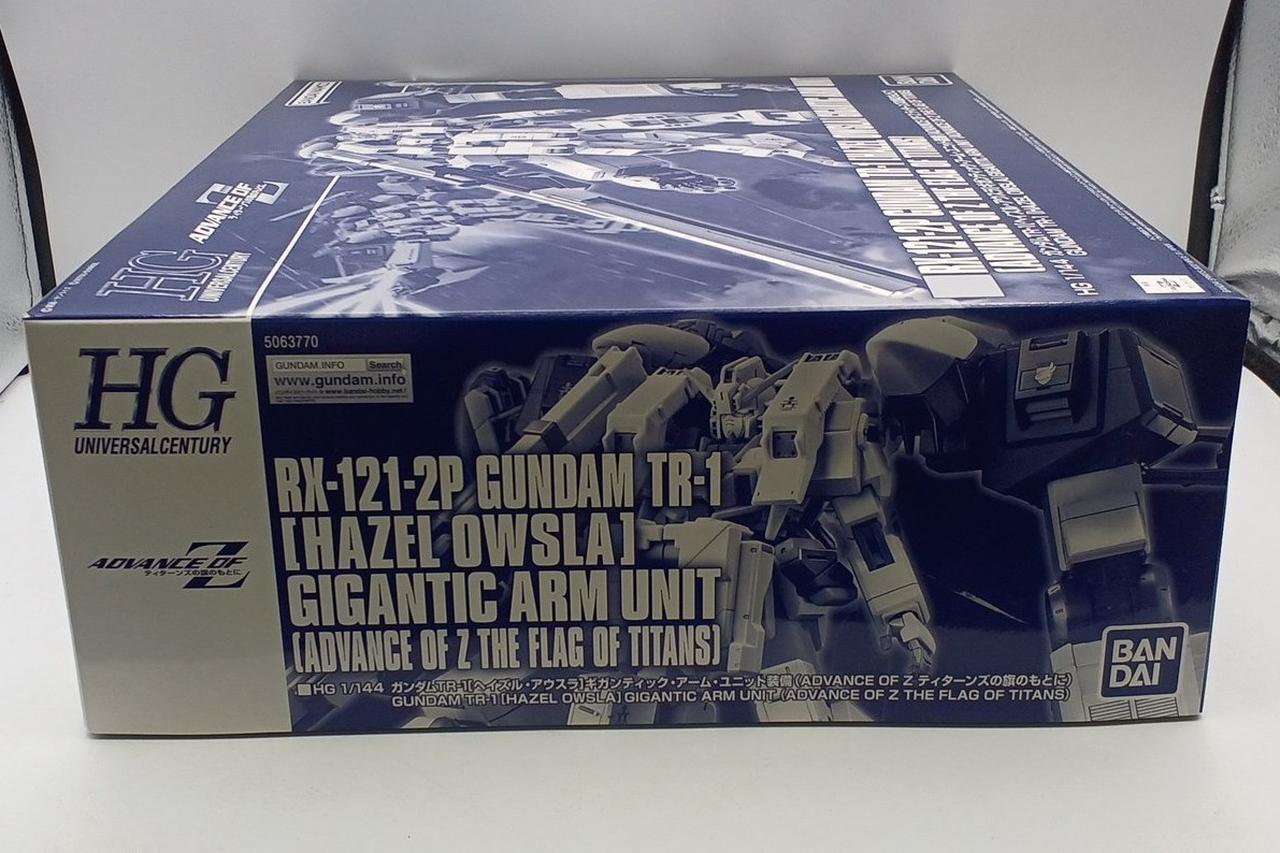 ADVANCE OF Z
HG
UNIVERSAL CENTURY
HG
UNIVERSAL CENTURY
ADVANCE OF Z
ティターンズの旗のもとに
5063770
GUNDAM.INFO Search
www.gundam.info
RX-121-2P GUNDAM TR-1
[HAZEL OWSLA]
GIGANTIC ARM UNIT
(ADVANCE OF Z THE FLAG OF TITANS)
■HG 1/144 ガンダムTR-1[ヘイズル・アウスラ]ギガンティック・アーム・ユニット装備 (ADVANCE OF Z ティターンズの旗のもとに)
GUNDAM TR-1 [HAZEL OWSLA] GIGANTIC ARM UNIT (ADVANCE OF Z THE FLAG OF TITANS)
BAN
DAI